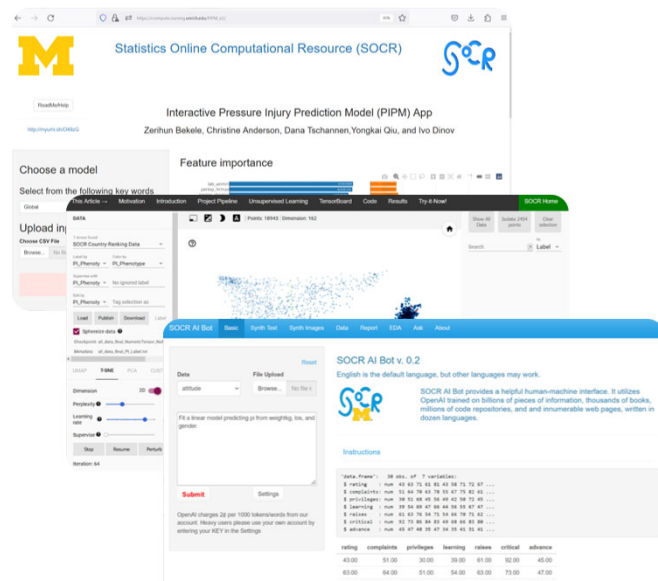 M
Statistics Online Computational Resource (SOCR)
SOCR
ReadMe/Help
Interactive Pressure Injury Prediction Model (PIPM) App
Zerihun Bekele, Christine Anderson, Dana Tschannen,Yongkai Qiu, and Ivo Dinov
Choose a model
Feature importance
Select from the following key words
Global
Upload
Choose CSV File
Browse...
This Article →
Motivation
Introduction
Project Pipeline
Unsupervised Learning
TensorBoard
Code
Results
Try-it-Now!
SOCR Home
DATA
Points: 18943
Dimension: 162
Show All
Data
Isolate 2404
points
Clear
selection
SOCR Country Ranking Data
Search
by
Label
Label by
Color by
PI_Phenoty
PI_Phenotype
Supervise with
PI_Phenoty
No ignored label
Edit by
PI_Phenoty
Tag selection as
Load
Publish
Download
Label
Spherenize data
UMAP
T-SNE
PCA
CUST
Dimension
Perplexity
Learning
rate
Supervise
Stop
Resume
Perturb
Iteration: 64
SOCR AI Bot
Basic
Synth Text
Synth Images
Data
Report
EDA
Ask
About
Reset
Data
File Upload
attitude
Browse...
No file s
Fit a linear model predicting pi from weightkg, los, and
gender.
Submit
Settings
OpenAI charges 2¢ per 1000 tokens/words from our
account. Heavy users please use your own account by
entering your KEY in the Settings
SOCR AI Bot v. 0.2
English is the default language, but other languages may work.
SOCR
M
SOCR AI Bot provides a helpful human-machine interface. It utilizes
OpenAI trained on billions of pieces of information, thousands of books,
millions of code repositories, and and innumerable web pages, written in
dozen languages.
Instructions
'data.frame': 30 obs. of 7 variables:
$ rating : num 43 63 71 61 81 43 58 71 72 67 ...
$ complaints: num 51 64 70 63 78 55 67 75 82 61 ...
$ privileges: num 30 51 68 45 56 49 42 50 72 45 ...
$ learning : num 39 54 69 47 66 44 56 55 67 47 ...
$ raises : num 61 63 76 54 71 54 66 70 71 62 ...
$ critical : num 92 73 86 84 83 49 68 66 83 80 ...
$ advance : num 45 47 48 35 47 34 35 41 31 41 ...
rating complaints privileges learning raises critical advance
43.00 51.00 30.00 39.00 61.00 92.00 45.00
63.00 64.00 51.00 54.00 63.00 73.00 47.00